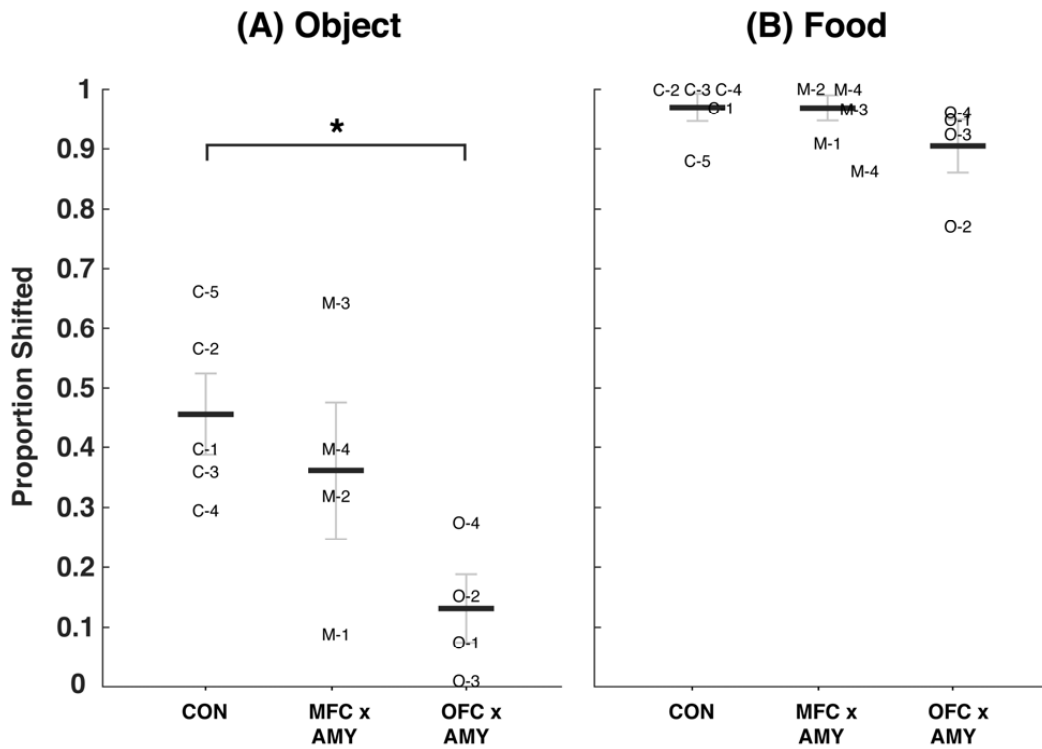 (A) Object
(B) Food
Proportion Shifted
1
0.9
0.8
0.7
0.6
0.5
0.4
0.3
0.2
0.1
0
*
C-5
C-2
C-1
C-3
C-4
M-3
M-4
M-2
M-1
O-4
O-2
O-1
O-3
CON
MFC x
AMY
OFC x
AMY
C-2 C-3 C-4
C-1
C-5
M-2 M-4
M-3
M-1
M-4
O-4
O-1
O-3
O-2
CON
MFC x
AMY
OFC x
AMY